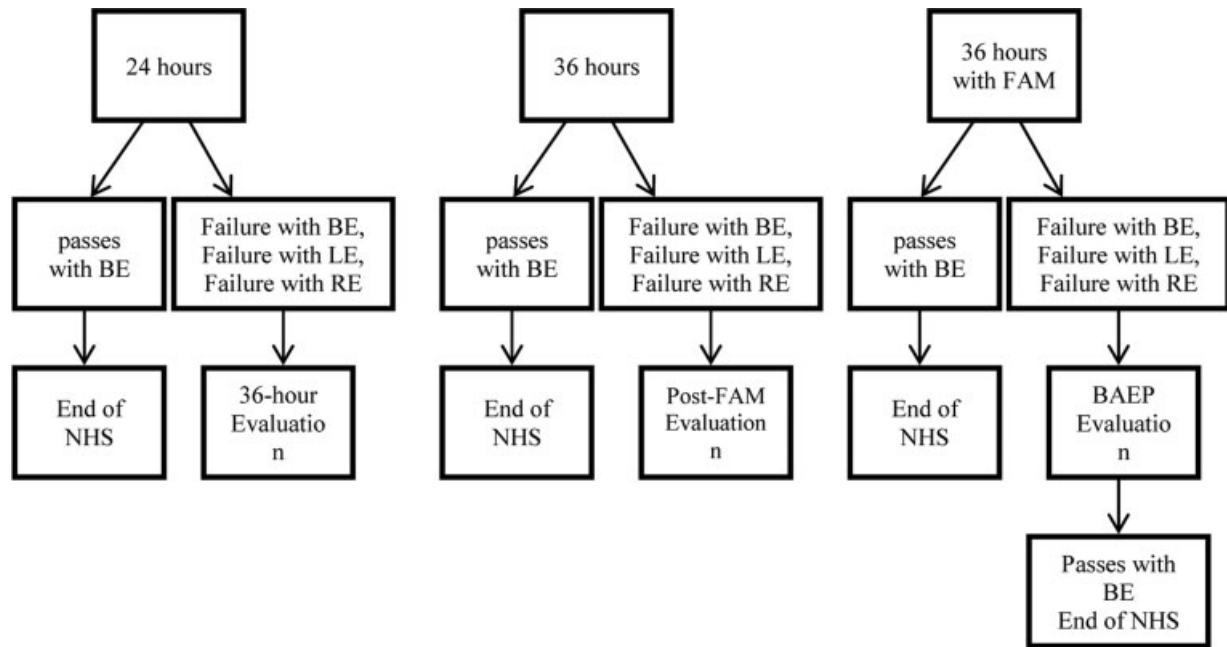 24 hours
36 hours
36 hours
with FAM
passes
with BE
Failure with BE,
Failure with LE,
Failure with RE
passes
with BE
Failure with BE,
Failure with LE,
Failure with RE
passes
with BE
Failure with BE,
Failure with LE,
Failure with RE
End of
NHS
36-hour
Evaluatio
n
End of
NHS
Post-FAM
Evaluation
n
End of
NHS
BAEP
Evaluatio
n
Passes with
BE
End of NHS